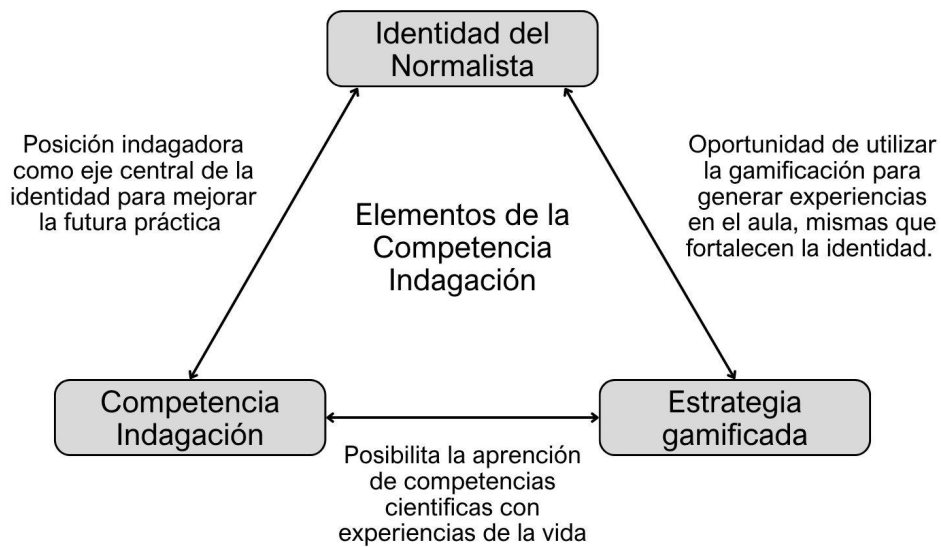 Identidad del
Normalista
Posición indagadora
como eje central de la
identidad para mejorar
la futura práctica
Oportunidad de utilizar
la gamificación para
generar experiencias
en el aula, mismas que
fortalecen la identidad.
Elementos de la
Competencia
Indagación
Competencia
Indagación
Estrategia
gamificada
Posibilita la aprención
de competencias
cientificas con
experiencias de la vida